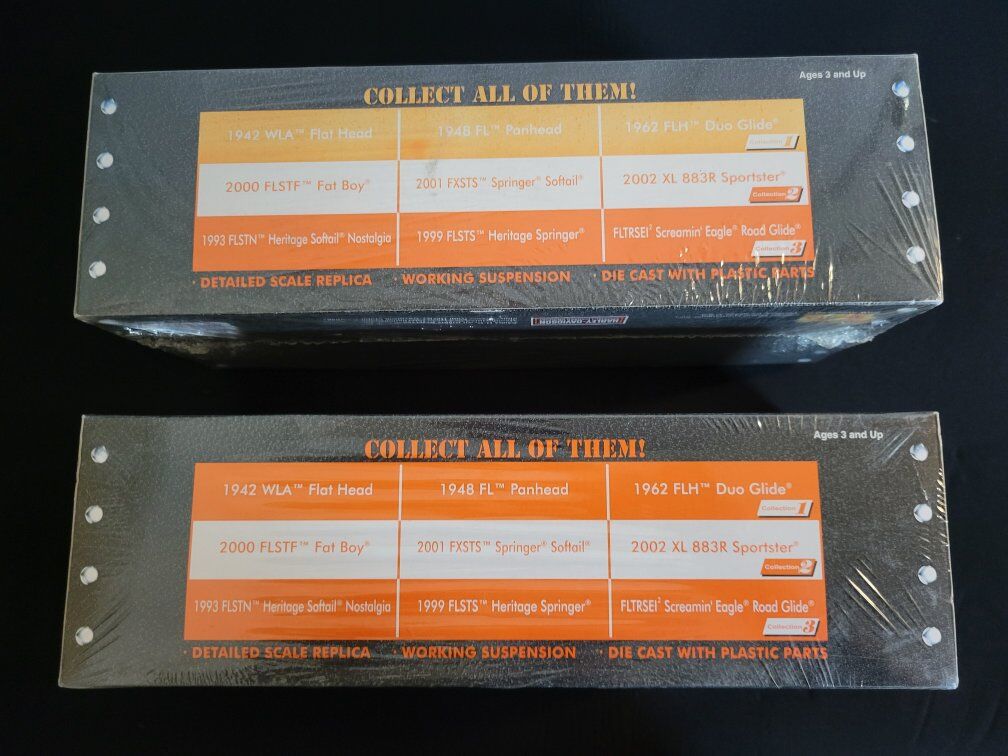 Ages 3 and Up
COLLECT ALL OF THEM!
1942 WLA™ Flat Head 1948 FL™ Panhead 1962 FLH™ Duo Glide®
Collection 1
2000 FLSTF™ Fat Boy® 2001 FXSTS™ Springer® Softail® 2002 XL 883R Sportster®
Collection 2
1993 FLSTN™ Heritage Softail® Nostalgia 1999 FLSTS™ Heritage Springer® FLTRSEI² Screamin' Eagle® Road Glide®
Collection 3
· DETAILED SCALE REPLICA · WORKING SUSPENSION · DIE CAST WITH PLASTIC PARTS
HARLEY-DAVIDSON
Ages 3 and Up
COLLECT ALL OF THEM!
1942 WLA™ Flat Head 1948 FL™ Panhead 1962 FLH™ Duo Glide®
Collection 1
2000 FLSTF™ Fat Boy® 2001 FXSTS™ Springer® Softail® 2002 XL 883R Sportster®
Collection 2
1993 FLSTN™ Heritage Softail® Nostalgia 1999 FLSTS™ Heritage Springer® FLTRSEI² Screamin' Eagle® Road Glide®
Collection 3
· DETAILED SCALE REPLICA · WORKING SUSPENSION · DIE CAST WITH PLASTIC PARTS